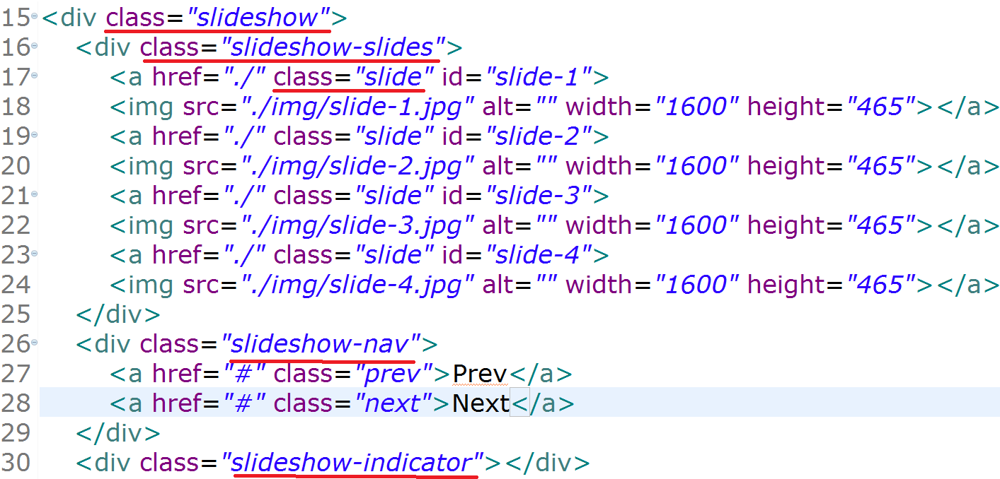 15 <div class="slideshow">
16 <div class="slideshow-slides">
17 <a href="./" class="slide" id="slide-1">
18 <img src="./img/slide-1.jpg" alt="" width="1600" height="465"></a>
19 <a href="./" class="slide" id="slide-2">
20 <img src="./img/slide-2.jpg" alt="" width="1600" height="465"></a>
21 <a href="./" class="slide" id="slide-3">
22 <img src="./img/slide-3.jpg" alt="" width="1600" height="465"></a>
23 <a href="./" class="slide" id="slide-4">
24 <img src="./img/slide-4.jpg" alt="" width="1600" height="465"></a>
25 </div>
26 <div class="slideshow-nav">
27 <a href="#" class="prev">Prev</a>
28 <a href="#" class="next">Next</a>
29 </div>
30 <div class="slideshow-indicator"></div>